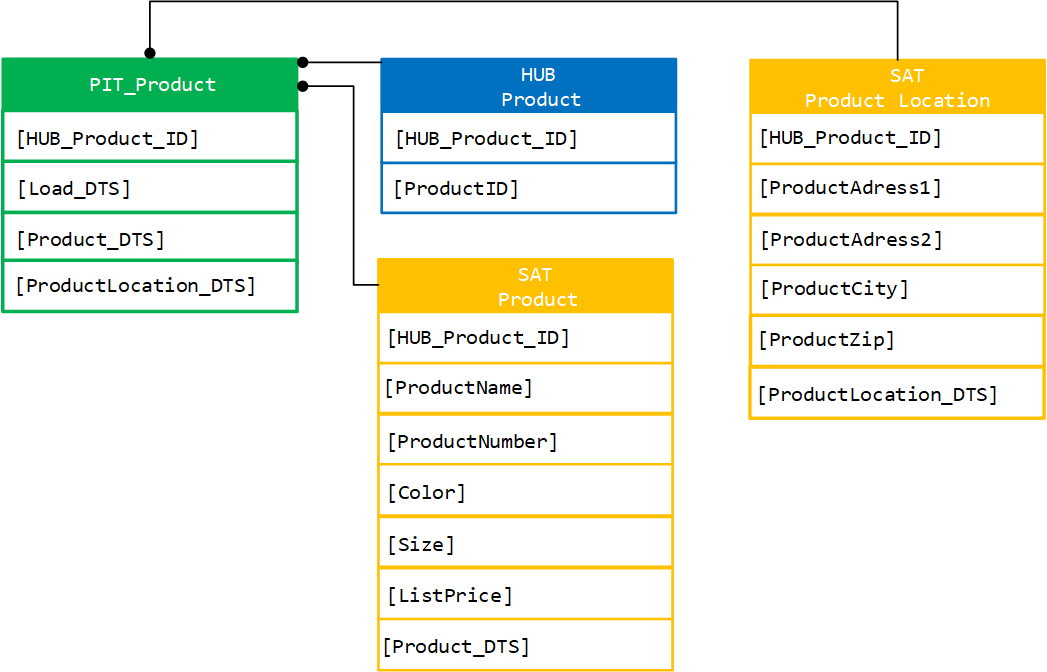 PIT_Product
[HUB_Product_ID]
[Load_DTS]
[Product_DTS]
[ProductLocation_DTS]
HUB
Product
[HUB_Product_ID]
[ProductID]
SAT
Product
[HUB_Product_ID]
[ProductName]
[ProductNumber]
[Color]
[Size]
[ListPrice]
[Product_DTS]
SAT
Product Location
[HUB_Product_ID]
[ProductAdress1]
[ProductAdress2]
[ProductCity]
[ProductZip]
[ProductLocation_DTS]